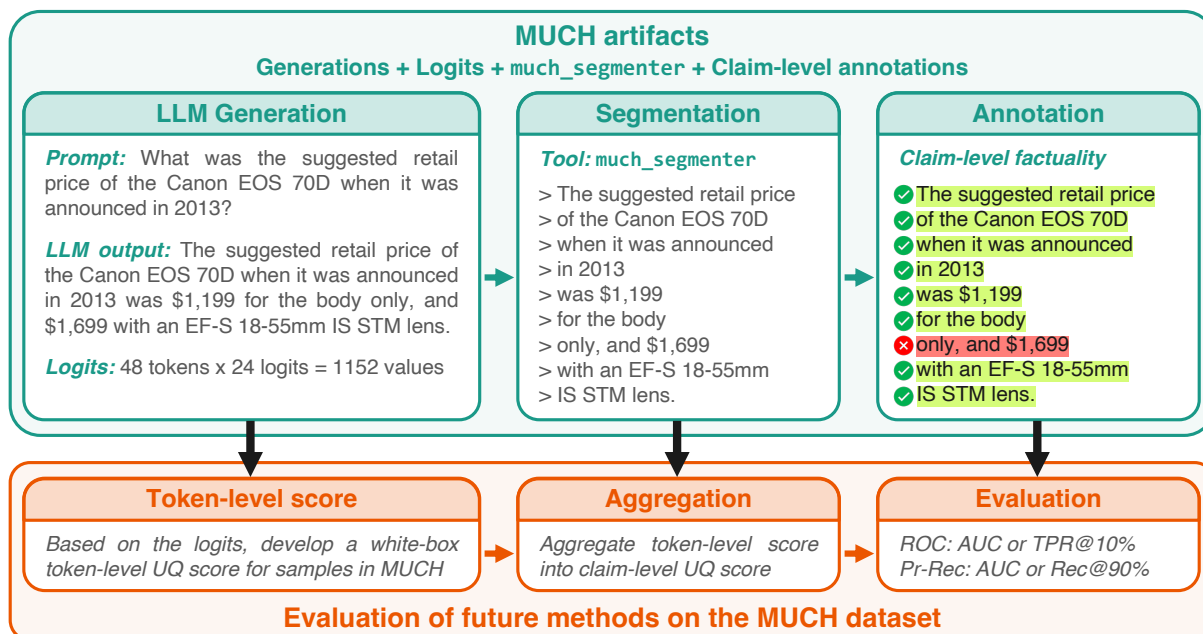 MUCH artifacts
Generations + Logits + much_segmenter + Claim-level annotations
LLM Generation
Prompt: What was the suggested retail
price of the Canon EOS 70D when it was
announced in 2013?
LLM output: The suggested retail price of
the Canon EOS 70D when it was announced
in 2013 was $1,199 for the body only, and
$1,699 with an EF-S 18-55mm IS STM lens.
Logits: 48 tokens x 24 logits = 1152 values
Segmentation
Tool: much_segmenter
> The suggested retail price
> of the Canon EOS 70D
> when it was announced
> in 2013
> was $1,199
> for the body
> only, and $1,699
> with an EF-S 18-55mm
> IS STM lens.
Annotation
Claim-level factuality
The suggested retail price
of the Canon EOS 70D
when it was announced
in 2013
was $1,199
for the body
only, and $1,699
with an EF-S 18-55mm
IS STM lens.
Token-level score
Based on the logits, develop a white-box
token-level UQ score for samples in MUCH
Aggregation
Aggregate token-level score
into claim-level UQ score
Evaluation
ROC: AUC or TPR@10%
Pr-Rec: AUC or Rec@90%
Evaluation of future methods on the MUCH dataset